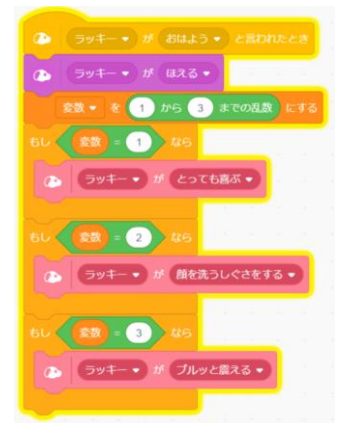 ラッキー が おはよう と言われたとき
ラッキー が ほえる
変数 を 1 から 3 までの乱数 にする
もし 変数 = 1 なら
ラッキー が とっても喜ぶ
もし 変数 = 2 なら
ラッキー が 顔を洗うしぐさをする
もし 変数 = 3 なら
ラッキー が ブルッと震える